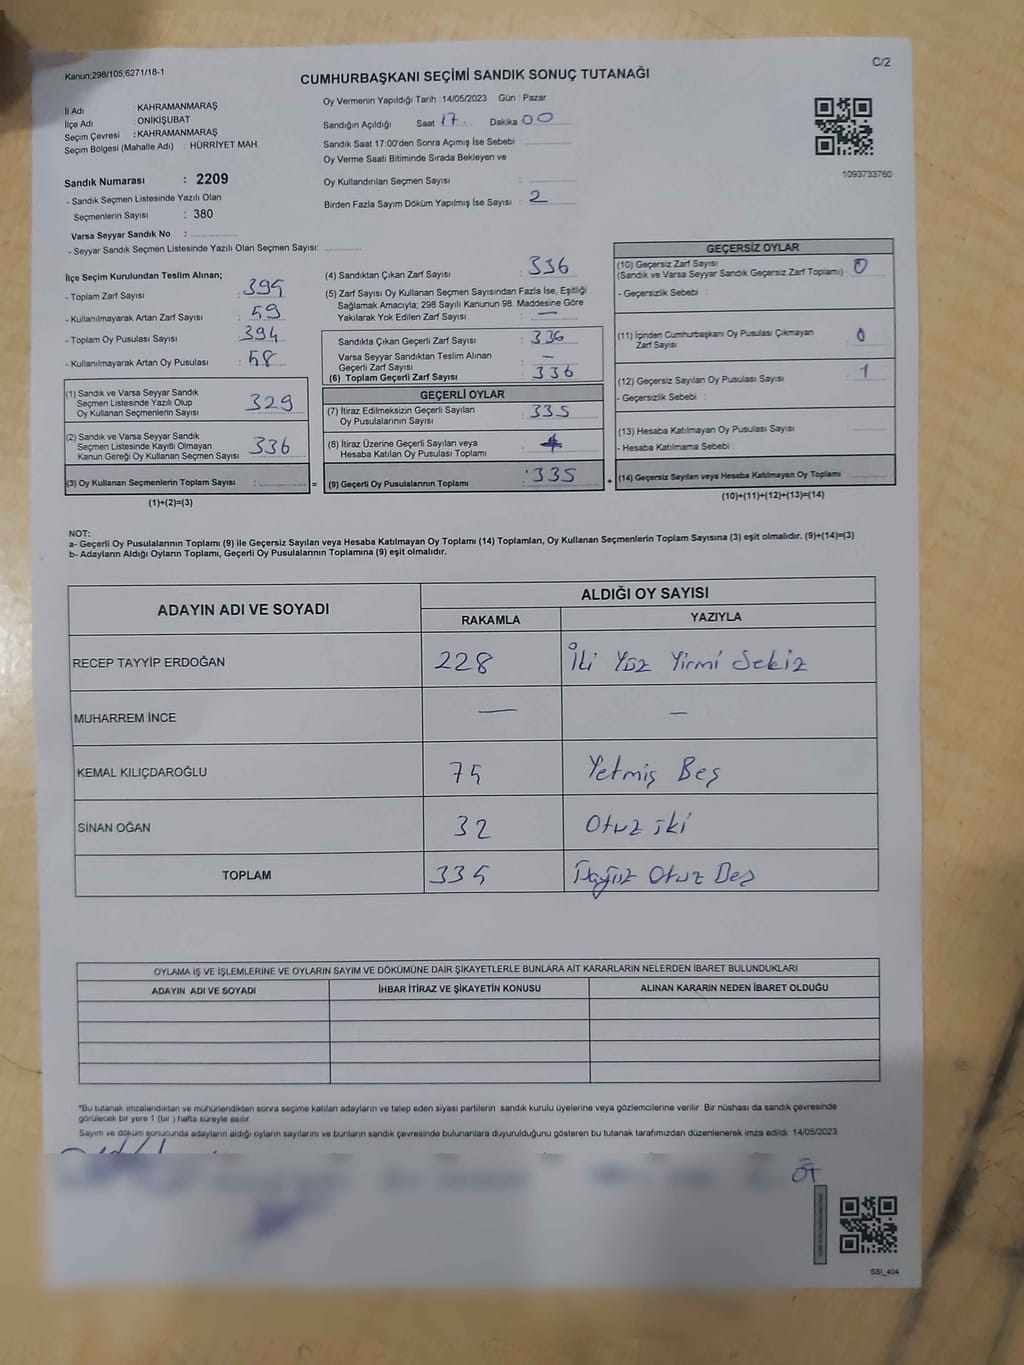 Kanun;298/105;6271/18-1
C/2
CUMHURBAŞKANI SEÇİMİ SANDIK SONUÇ TUTANAĞI
İl Adı : KAHRAMANMARAŞ
İlçe Adı : ONİKİŞUBAT
Seçim Çevresi : KAHRAMANMARAŞ
Seçim Bölgesi (Mahalle Adı) : HÜRRİYET MAH.
Sandık Numarası : 2209
- Sandık Seçmen Listesinde Yazılı Olan
Seçmenlerin Sayısı : 380
Varsa Seyyar Sandık No :
- Seyyar Sandık Seçmen Listesinde Yazılı Olan Seçmen Sayısı:
Oy Vermenin Yapıldığı Tarih : 14/05/2023 Gün : Pazar
Sandığın Açıldığı Saat 17. Dakika 00
Sandık Saat 17:00'den Sonra Açımış İse Sebebi :
Oy Verme Saati Bitiminde Sırada Bekleyen ve
Oy Kullandırılan Seçmen Sayısı :
Birden Fazla Sayım Döküm Yapılmış İse Sayısı : 2
1093733760
İlçe Seçim Kurulundan Teslim Alınan;
- Toplam Zarf Sayısı : 395
- Kullanılmayarak Artan Zarf Sayısı : 59
- Toplam Oy Pusulası Sayısı : 394
- Kullanılmayarak Artan Oy Pusulası : 58
(1) Sandık ve Varsa Seyyar Sandık
Seçmen Listesinde Yazılı Olup
Oy Kullanan Seçmenlerin Sayısı : 329
(2) Sandık ve Varsa Seyyar Sandık
Seçmen Listesinde Kayıtlı Olmayan
Kanun Gereği Oy Kullanan Seçmen Sayısı : 336
(3) Oy Kullanan Seçmenlerin Toplam Sayısı : =
(1)+(2)=(3)
(4) Sandıktan Çıkan Zarf Sayısı : 336
(5) Zarf Sayısı Oy Kullanan Seçmen Sayısından Fazla İse, Eşitliği
Sağlamak Amacıyla; 298 Sayılı Kanunun 98. Maddesine Göre
Yakılarak Yok Edilen Zarf Sayısı : —
Sandıkta Çıkan Geçerli Zarf Sayısı : 336
Varsa Seyyar Sandıktan Teslim Alınan
Geçerli Zarf Sayısı : —
(6) Toplam Geçerli Zarf Sayısı : 336
GEÇERLİ OYLAR
(7) İtiraz Edilmeksizin Geçerli Sayılan
Oy Pusulalarının Sayısı : 335
(8) İtiraz Üzerine Geçerli Sayılan veya
Hesaba Katılan Oy Pusulası Toplamı :
(9) Geçerli Oy Pusulalarının Toplamı : 335 +
GEÇERSİZ OYLAR
(10) Geçersiz Zarf Sayısı
(Sandık ve Varsa Seyyar Sandık Geçersiz Zarf Toplamı) : 0
- Geçersizlik Sebebi :
(11) İçinden Cumhurbaşkanı Oy Pusulası Çıkmayan
Zarf Sayısı : 0
(12) Geçersiz Sayılan Oy Pusulası Sayısı : 1
- Geçersizlik Sebebi :
(13) Hesaba Katılmayan Oy Pusulası Sayısı :
- Hesaba Katılmama Sebebi :
(14) Geçersiz Sayılan veya Hesaba Katılmayan Oy Toplamı
(10)+(11)+(12)+(13)=(14)
NOT:
a- Geçerli Oy Pusulalarının Toplamı (9) ile Geçersiz Sayılan veya Hesaba Katılmayan Oy Toplamı (14) Toplamları, Oy Kullanan Seçmenlerin Toplam Sayısına (3) eşit olmalıdır. (9)+(14)=(3)
b- Adayların Aldığı Oyların Toplamı, Geçerli Oy Pusulalarının Toplamına (9) eşit olmalıdır.
ADAYIN ADI VE SOYADI ALDIĞI OY SAYISI
RAKAMLA YAZIYLA
RECEP TAYYİP ERDOĞAN 228 İki Yüz Yirmi Sekiz
MUHARREM İNCE — —
KEMAL KILIÇDAROĞLU 75 Yetmiş Beş
SİNAN OĞAN 32 Otuz iki
TOPLAM 335 Otuz Beş
OYLAMA İŞ VE İŞLEMLERİNE VE OYLARIN SAYIM VE DÖKÜMÜNE DAİR ŞİKAYETLERLE BUNLARA AİT KARARLARIN NELERDEN İBARET BULUNDUKLARI
ADAYIN ADI VE SOYADI İHBAR İTİRAZ VE ŞİKAYETİN KONUSU ALINAN KARARIN NEDEN İBARET OLDUĞU
*Bu tutanak imzalandıktan ve mühürlendikten sonra seçime katılan adayların ve talep eden siyasi partilerin sandık kurulu üyelerine veya gözlemcilerine verilir. Bir nüshası da sandık çevresinde
görülecek bir yere 1 (bir ) hafta süreyle asılır
Sayım ve döküm sonucunda adayların aldığı oyların sayılarını ve bunların sandık çevresinde bulunanlara duyurulduğunu gösteren bu tutanak tarafımızdan düzenlenerek imza edildi. 14/05/2023
SSI_404